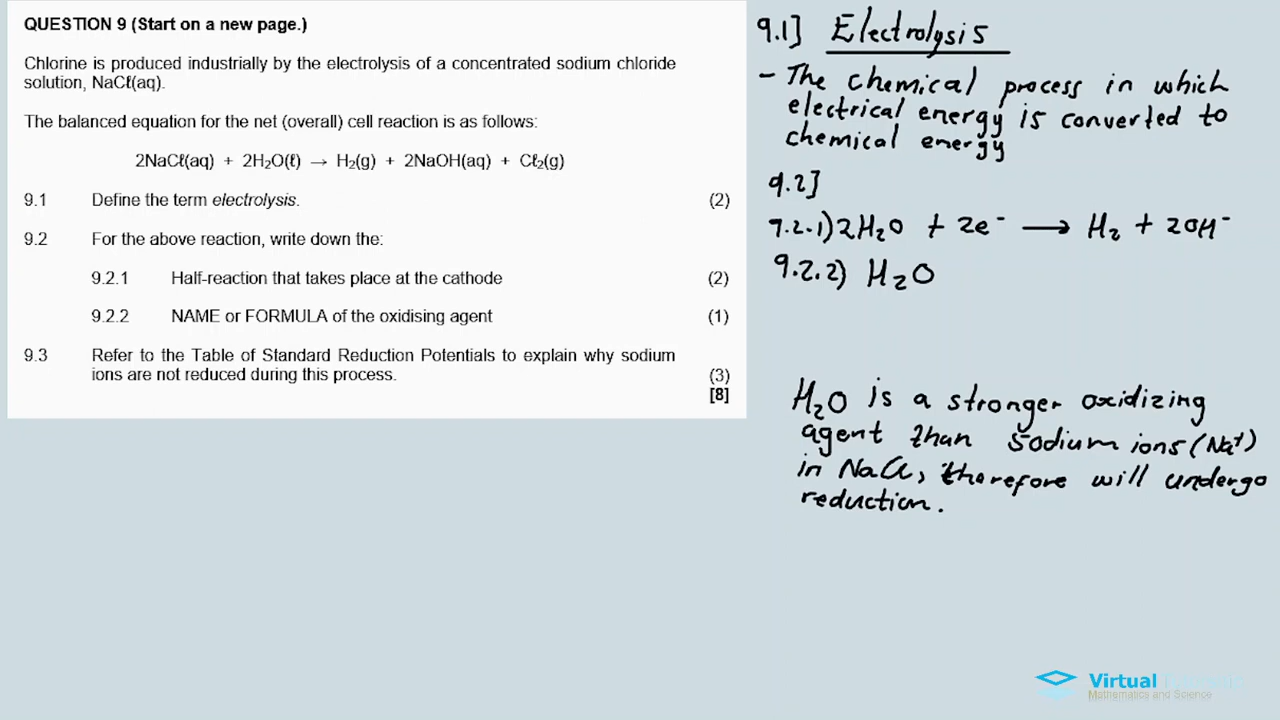 QUESTION 9 (Start on a new page.)
Chlorine is produced industrially by the electrolysis of a concentrated sodium chloride
solution, NaCℓ(aq).
The balanced equation for the net (overall) cell reaction is as follows:
2NaCℓ(aq) + 2H₂O(ℓ) → H₂(g) + 2NaOH(aq) + Cℓ₂(g)
9.1 Define the term electrolysis. (2)
9.2 For the above reaction, write down the:
9.2.1 Half-reaction that takes place at the cathode (2)
9.2.2 NAME or FORMULA of the oxidising agent (1)
9.3 Refer to the Table of Standard Reduction Potentials to explain why sodium
ions are not reduced during this process. (3)
[8]
9.1] Electrolysis
- The chemical process in which
electrical energy is converted to
chemical energy
9.2]
9.2.1) 2H₂O + 2e⁻ → H₂ + 2OH⁻
9.2.2) H₂O
H₂O is a stronger oxidizing
agent than sodium ions (Na⁺)
in NaCl, therefore will undergo
reduction.
Virtual
Mathematics and Science